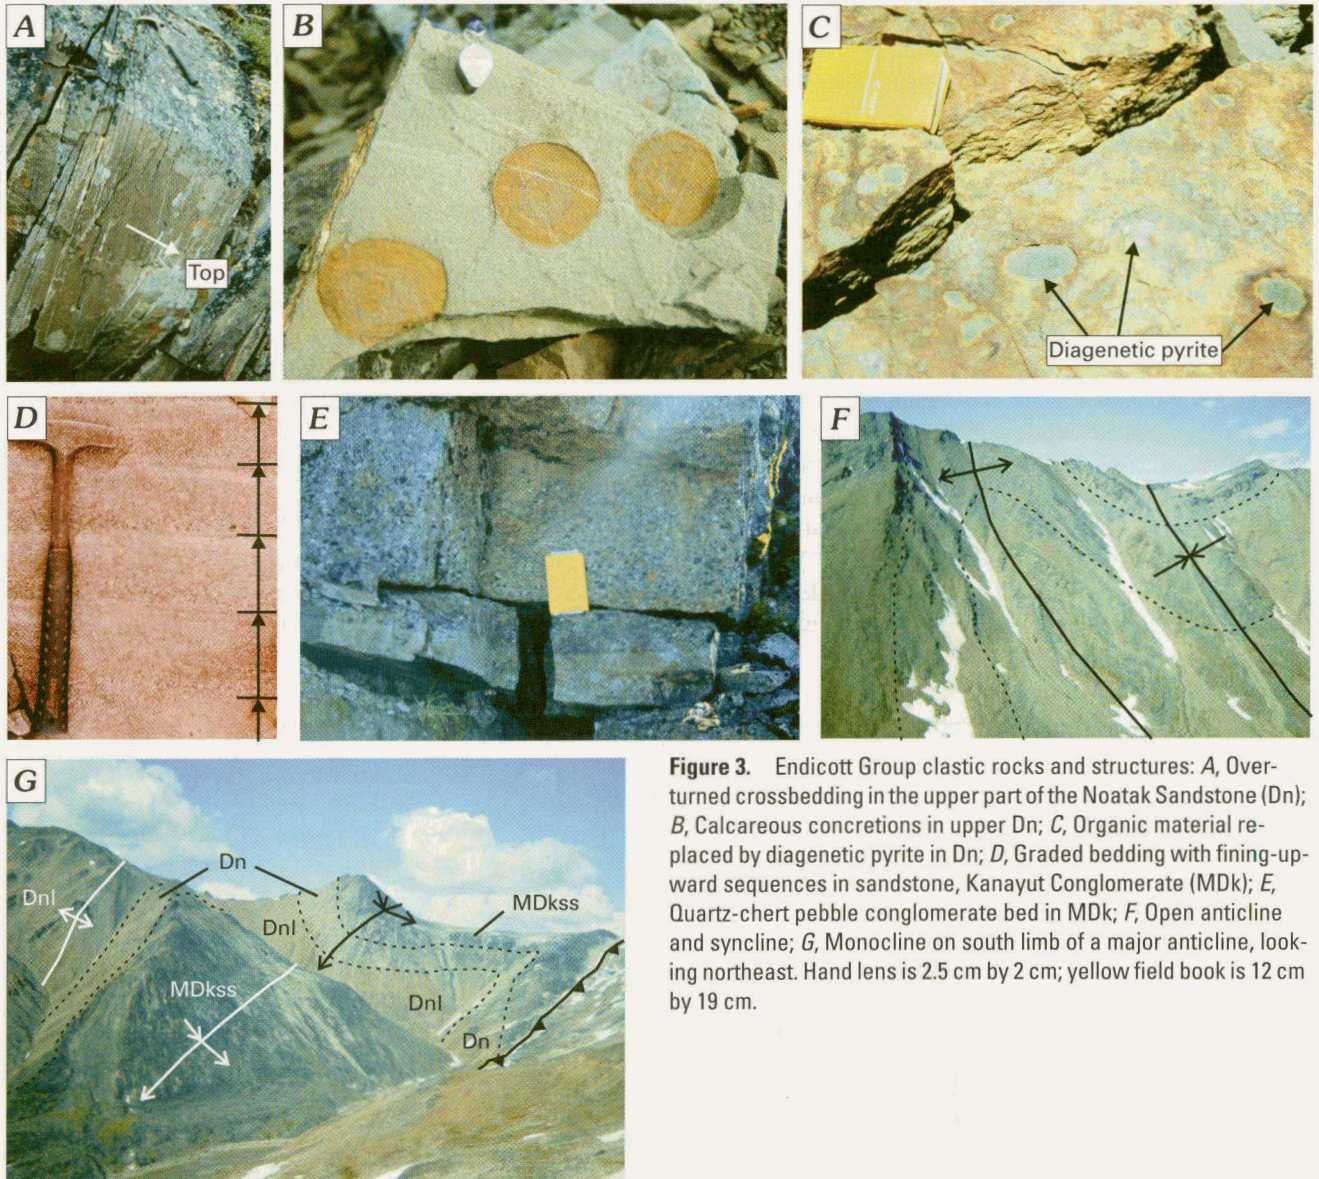 A
B
C
Top
Diagenetic pyrite
D
E
F
G
Dn
Dnl
Dnl
MDkss
MDkss
Dnl
Dn
Figure 3. Endicott Group clastic rocks and structures: A, Over-
turned crossbedding in the upper part of the Noatak Sandstone (Dn);
B, Calcareous concretions in upper Dn; C, Organic material re-
placed by diagenetic pyrite in Dn; D, Graded bedding with fining-up-
ward sequences in sandstone, Kanayut Conglomerate (MDk); E,
Quartz-chert pebble conglomerate bed in MDk; F, Open anticline
and syncline; G, Monocline on south limb of a major anticline, look-
ing northeast. Hand lens is 2.5 cm by 2 cm; yellow field book is 12 cm
by 19 cm.